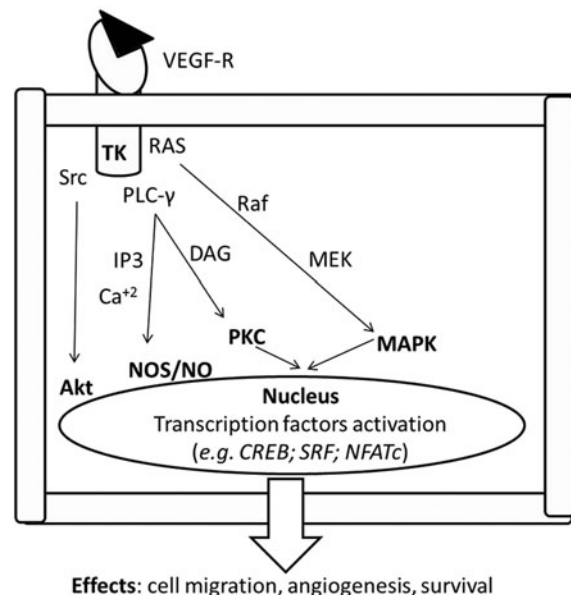 VEGF-R
TK
RAS
Src
PLC-γ
Raf
IP3
DAG
MEK
Ca+2
PKC
MAPK
NOS/NO
Akt
Nucleus
Transcription factors activation
(e.g. CREB; SRF; NFATc)
Effects: cell migration, angiogenesis, survival